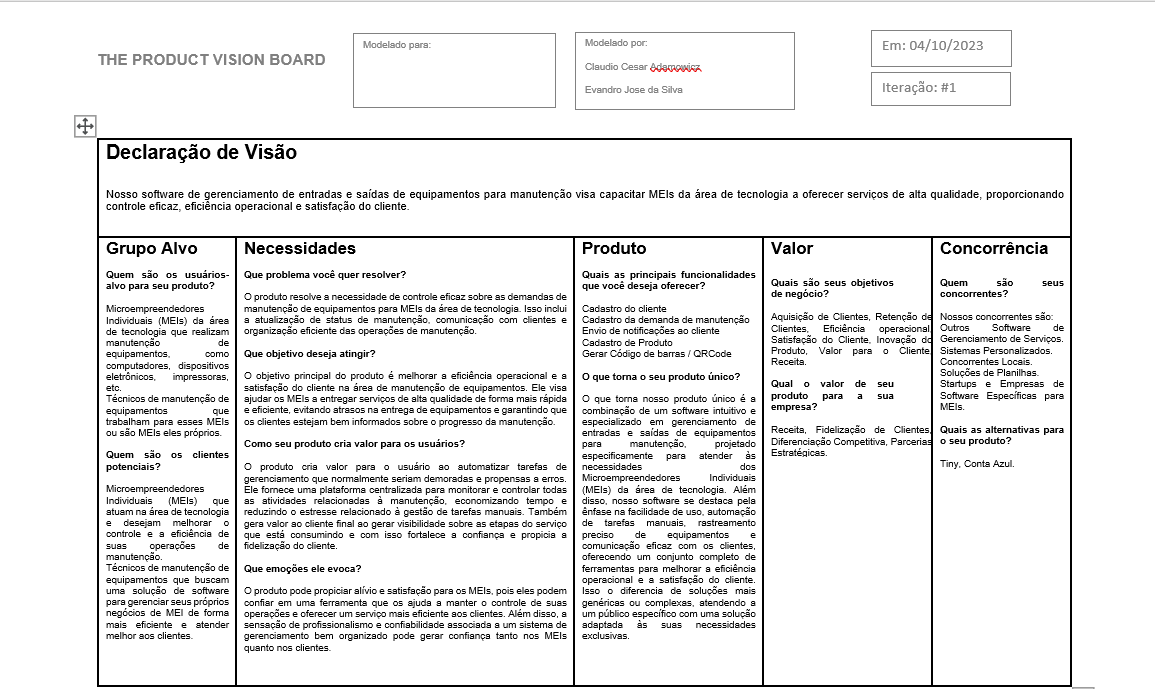 THE PRODUCT VISION BOARD
Modelado para:
Modelado por:
Claudio Cesar Adamowicz
Evandro Jose da Silva
Em: 04/10/2023
Iteração: #1
Declaração de Visão
Nosso software de gerenciamento de entradas e saídas de equipamentos para manutenção visa capacitar MEIs da área de tecnologia a oferecer serviços de alta qualidade, proporcionando
controle eficaz, eficiência operacional e satisfação do cliente.
Grupo Alvo
Quem são os usuários-
alvo para seu produto?
Microempreendedores
Individuais (MEIs) da área
de tecnologia que realizam
manutenção de
equipamentos, como
computadores, dispositivos
eletrônicos, impressoras,
etc.
Técnicos de manutenção de
equipamentos que
trabalham para esses MEIs
ou são MEIs eles próprios.
Quem são os clientes
potenciais?
Microempreendedores
Individuais (MEIs) que
atuam na área de tecnologia
e desejam melhorar o
controle e a eficiência de
suas operações de
manutenção.
Técnicos de manutenção de
equipamentos que buscam
uma solução de software
para gerenciar seus próprios
negócios de MEI de forma
mais eficiente e atender
melhor aos clientes.
Necessidades
Que problema você quer resolver?
O produto resolve a necessidade de controle eficaz sobre as demandas de
manutenção de equipamentos para MEIs da área de tecnologia. Isso inclui
a atualização de status de manutenção, comunicação com clientes e
organização eficiente das operações de manutenção.
Que objetivo deseja atingir?
O objetivo principal do produto é melhorar a eficiência operacional e a
satisfação do cliente na área de manutenção de equipamentos. Ele visa
ajudar os MEIs a entregar serviços de alta qualidade de forma mais rápida
e eficiente, evitando atrasos na entrega de equipamentos e garantindo que
os clientes estejam bem informados sobre o progresso da manutenção.
Como seu produto cria valor para os usuários?
O produto cria valor para o usuário ao automatizar tarefas de
gerenciamento que normalmente seriam demoradas e propensas a erros.
Ele fornece uma plataforma centralizada para monitorar e controlar todas
as atividades relacionadas à manutenção, economizando tempo e
reduzindo o estresse relacionado à gestão de tarefas manuais. Também
gera valor ao cliente final ao gerar visibilidade sobre as etapas do serviço
que está consumindo e com isso fortalece a confiança e propicia a
fidelização do cliente.
Que emoções ele evoca?
O produto pode propiciar alívio e satisfação para os MEIs, pois eles podem
confiar em uma ferramenta que os ajuda a manter o controle de suas
operações e oferecer um serviço mais eficiente aos clientes. Além disso, a
sensação de profissionalismo e confiabilidade associada a um sistema de
gerenciamento bem organizado pode gerar confiança tanto nos MEIs
quanto nos clientes.
Produto
Quais as principais funcionalidades
que você deseja oferecer?
Cadastro do cliente
Cadastro da demanda de manutenção
Envio de notificações ao cliente
Cadastro de Produto
Gerar Código de barras / QRCode
O que torna o seu produto único?
O que torna nosso produto único é a
combinação de um software intuitivo e
especializado em gerenciamento de
entradas e saídas de equipamentos
para manutenção, projetado
especificamente para atender às
necessidades dos
Microempreendedores Individuais
(MEIs) da área de tecnologia. Além
disso, nosso software se destaca pela
ênfase na facilidade de uso, automação
de tarefas manuais, rastreamento
preciso de equipamentos e
comunicação eficaz com os clientes,
oferecendo um conjunto completo de
ferramentas para melhorar a eficiência
operacional e a satisfação do cliente.
Isso o diferencia de soluções mais
genéricas ou complexas, atendendo a
um público específico com uma solução
adaptada às suas necessidades
exclusivas.
Valor
Quais são seus objetivos
de negócio?
Aquisição de Clientes, Retenção de
Clientes, Eficiência operacional,
Satisfação do Cliente, Inovação do
Produto, Valor para o Cliente,
Receita.
Qual o valor de seu
produto para a sua
empresa?
Receita, Fidelização de Clientes,
Diferenciação Competitiva, Parcerias
Estratégicas.
Concorrência
Quem são seus
concorrentes?
Nossos concorrentes são:
Outros Software de
Gerenciamento de Serviços.
Sistemas Personalizados.
Concorrentes Locais.
Soluções de Planilhas.
Startups e Empresas de
Software Específicas para
MEIs.
Quais as alternativas para
o seu produto?
Tiny, Conta Azul.